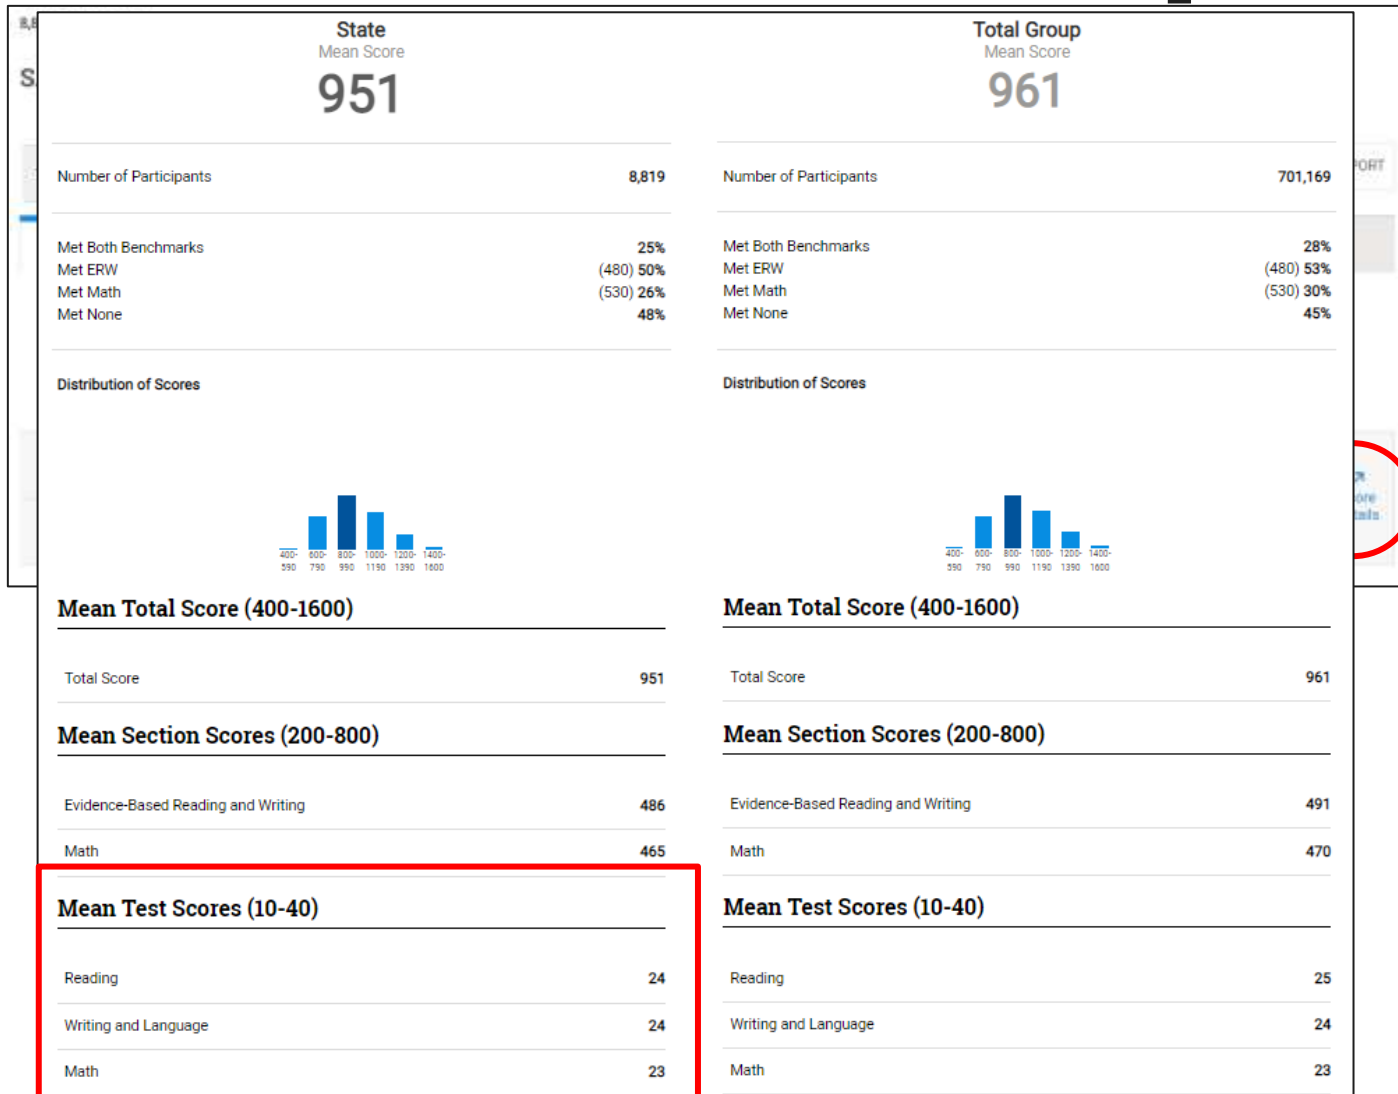 State
Mean Score
951
Number of Participants 8,819
Met Both Benchmarks 25%
Met ERW (480) 50%
Met Math (530) 26%
Met None 48%
Distribution of Scores
400- 600- 800- 1000- 1200- 1400-
590 790 990 1190 1390 1600
Mean Total Score (400-1600)
Total Score 951
Mean Section Scores (200-800)
Evidence-Based Reading and Writing 486
Math 465
Mean Test Scores (10-40)
Reading 24
Writing and Language 24
Math 23
Total Group
Mean Score
961
Number of Participants 701,169
Met Both Benchmarks 28%
Met ERW (480) 53%
Met Math (530) 30%
Met None 45%
Distribution of Scores
400- 600- 800- 1000- 1200- 1400-
590 790 990 1190 1390 1600
Mean Total Score (400-1600)
Total Score 961
Mean Section Scores (200-800)
Evidence-Based Reading and Writing 491
Math 470
Mean Test Scores (10-40)
Reading 25
Writing and Language 24
Math 23